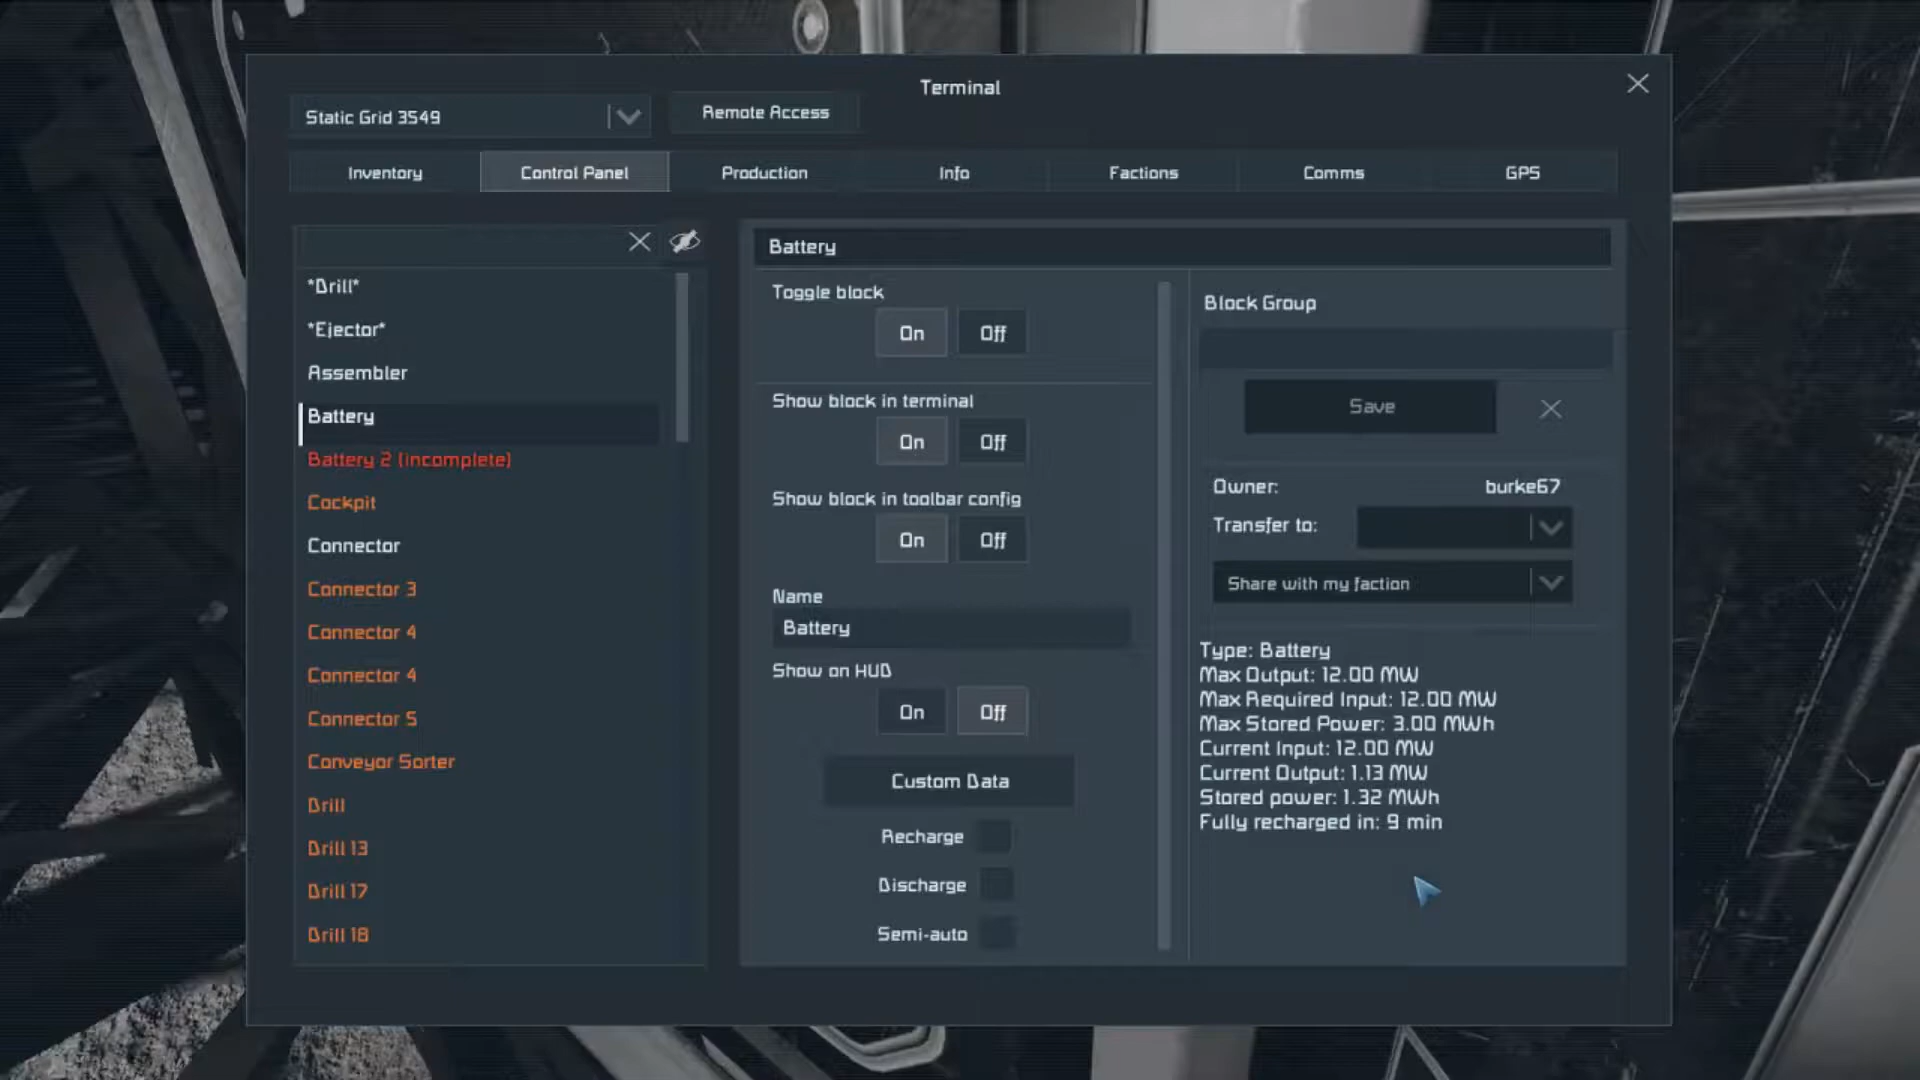 Terminal
Static Grid 3549
Remote Access
Inventory
Control Panel
Production
Info
Factions
Comms
GPS
*Drill*
*Ejector*
Assembler
Battery
Battery 2 (incomplete)
Cockpit
Connector
Connector 3
Connector 4
Connector 4
Connector 5
Conveyor Sorter
Drill
Drill 13
Drill 17
Drill 18
Battery
Toggle block
On Off
Show block in terminal
On Off
Show block in toolbar config
On Off
Name
Battery
Show on HUD
On Off
Custom Data
Recharge
Discharge
Semi-auto
Block Group
Save
Owner: burke67
Transfer to:
Share with my faction
Type: Battery
Max Output: 12.00 MW
Max Required Input: 12.00 MW
Max Stored Power: 3.00 MWh
Current Input: 12.00 MW
Current Output: 1.13 MW
Stored power: 1.32 MWh
Fully recharged in: 9 min